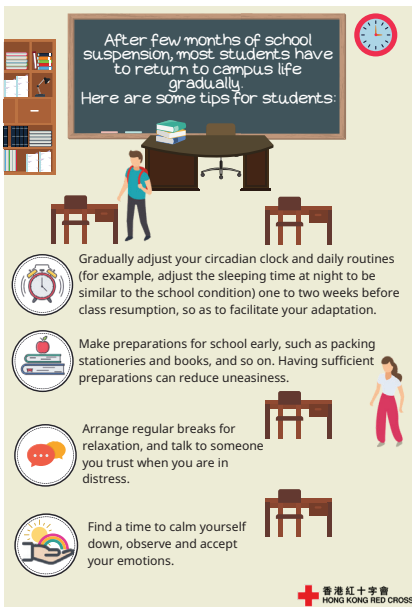 After few months of school
suspension, most students have
to return to campus life
gradually.
Here are some tips for students:
Gradually adjust your circadian clock and daily routines
(for example, adjust the sleeping time at night to be
similar to the school condition) one to two weeks before
class resumption, so as to facilitate your adaptation.
Make preparations for school early, such as packing
stationeries and books, and so on. Having sufficient
preparations can reduce uneasiness.
Arrange regular breaks for
relaxation, and talk to someone
you trust when you are in
distress.
Find a time to calm yourself
down, observe and accept
your emotions.
香港紅十字會
HONG KONG RED CROSS